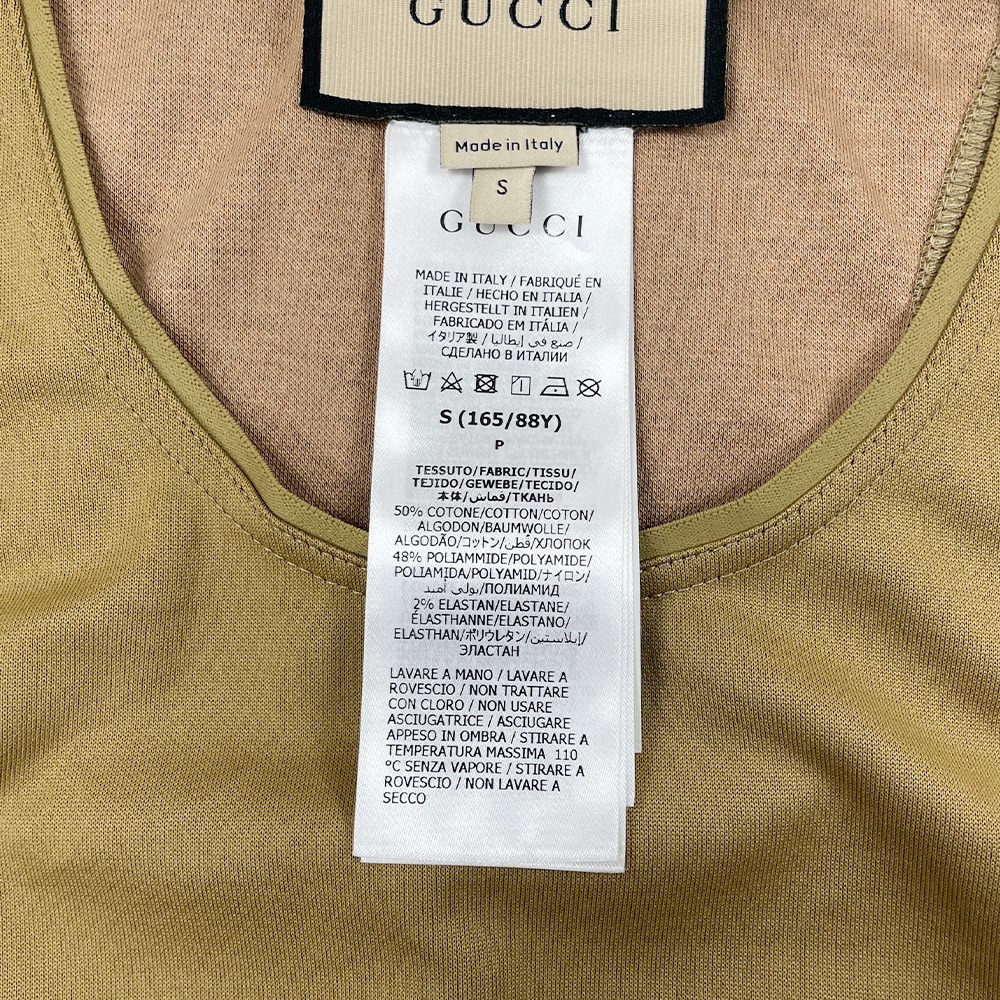 GUCCI
Made in Italy
S
GUCCI
MADE IN ITALY / FABRIQUÉ EN
ITALIE / HECHO EN ITALIA /
HERGESTELLT IN ITALIEN /
FABRICADO EM ITÁLIA /
イタリア製 / صنع في إيطاليا /
СДЕЛАНО В ИТАЛИИ
S (165/88Y)
P
TESSUTO/FABRIC/TISSU/
TEJIDO/GEWEBE/TECIDO/
本体/قماش/ТКАНЬ
50% COTONE/COTTON/COTON/
ALGODON/BAUMWOLLE/
ALGODÃO/コットン/قطن/ХЛОПОК
48% POLIAMMIDE/POLYAMIDE/
POLIAMIDA/POLYAMID/ナイロン/
بولي أميد/ПОЛИАМИД
2% ELASTAN/ELASTANE/
ÉLASTHANNE/ELASTANO/
ELASTHAN/ポリウレタン/إيلاستين/
ЭЛАСТАН
LAVARE A MANO / LAVARE A
ROVESCIO / NON TRATTARE
CON CLORO / NON USARE
ASCIUGATRICE / ASCIUGARE
APPESO IN OMBRA / STIRARE A
TEMPERATURA MASSIMA 110
°C SENZA VAPORE / STIRARE A
ROVESCIO / NON LAVARE A
SECCO